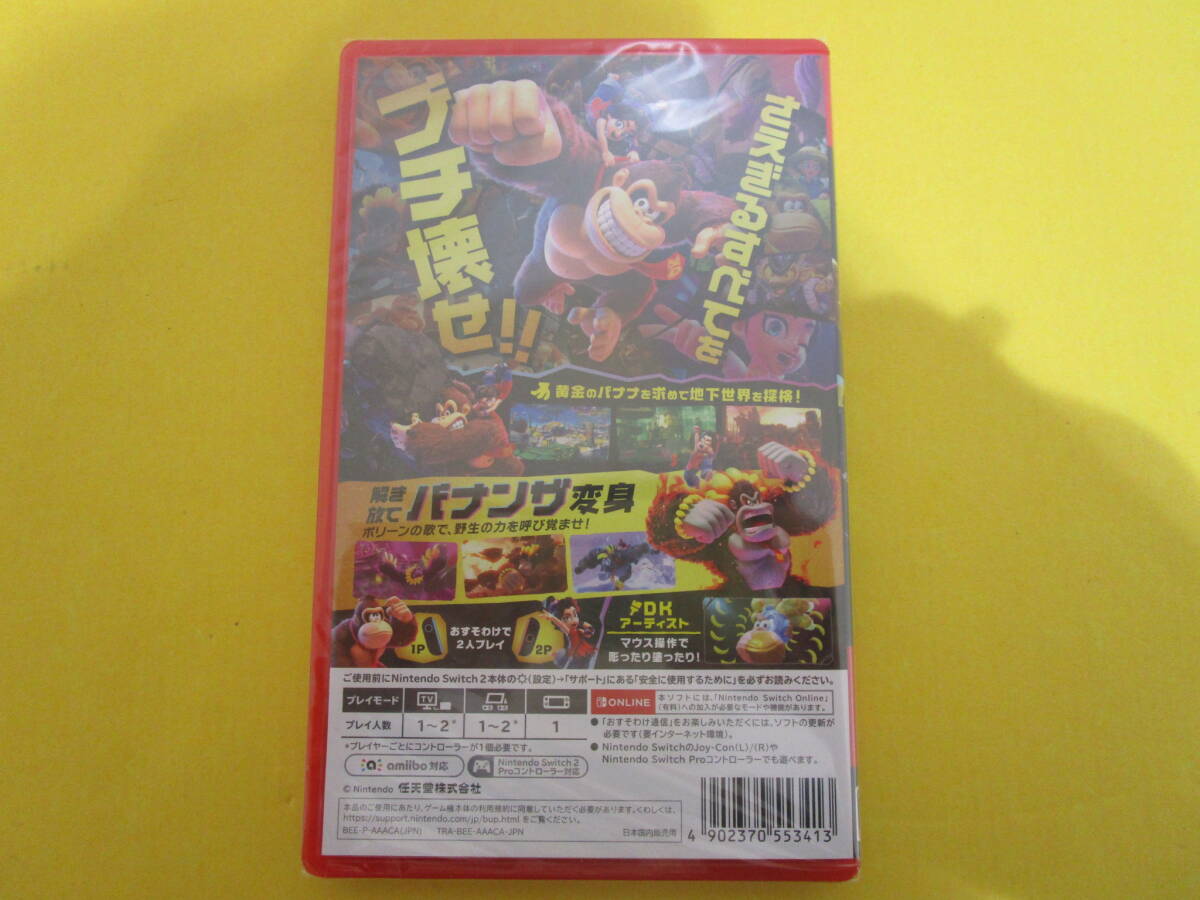 ブチ壊せ!!
立ちふさがるすべてを
黄金のバナナを求めて地下世界を探検！
解き放て バナンザ変身
ポリーンの歌で、野生の力を呼び覚ませ！
1P
おすそわけで
2人プレイ
2P
DK
アーティスト
マウス操作で
彫ったり塗ったり！
ご使用前にNintendo Switch 2本体の(設定)→「サポート」にある「安全に使用するために」を必ずお読みください。
プレイモード TV
プレイ人数 1～2* 1～2* 1
*プレイヤーごとにコントローラーが1個必要です。
amiibo 対応
Nintendo Switch 2
Proコントローラー対応
ONLINE
本ソフトには、「Nintendo Switch Online」
(有料)への加入が必要なモードや機能があります。
●「おすそわけ通信」をお楽しみいただくには、ソフトの更新が
必要です(要インターネット環境)。
● Nintendo SwitchのJoy-Con(L)/(R)や
Nintendo Switch Proコントローラーでも遊べます。
© Nintendo 任天堂株式会社
本品のご使用にあたり、ゲーム機本体の利用規約に同意していただく必要があります。くわしくは、
https://support.nintendo.com/jp/bup.html をご覧ください。
BEE-P-AAACA(JPN) TRA-BEE-AAACA-JPN 日本国内販売用
4 902370 553413